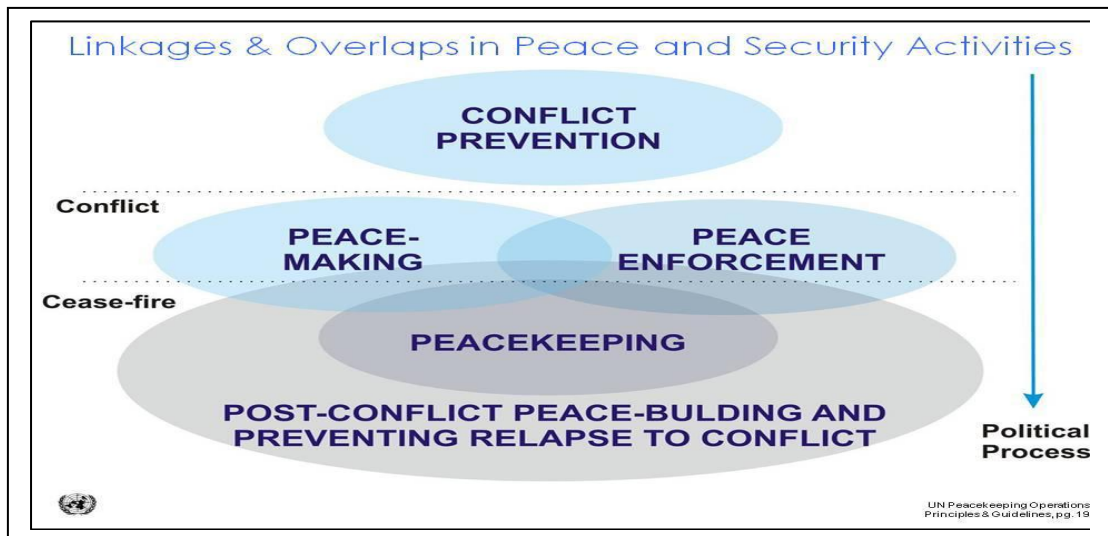 Linkages & Overlaps in Peace and Security Activities
CONFLICT
PREVENTION
Conflict
PEACE-
MAKING
PEACE
ENFORCEMENT
Cease-fire
PEACEKEEPING
POST-CONFLICT PEACE-BULDING AND
PREVENTING RELAPSE TO CONFLICT
Political
Process
UN Peacekeeping Operations
Principles & Guidelines, pg. 19